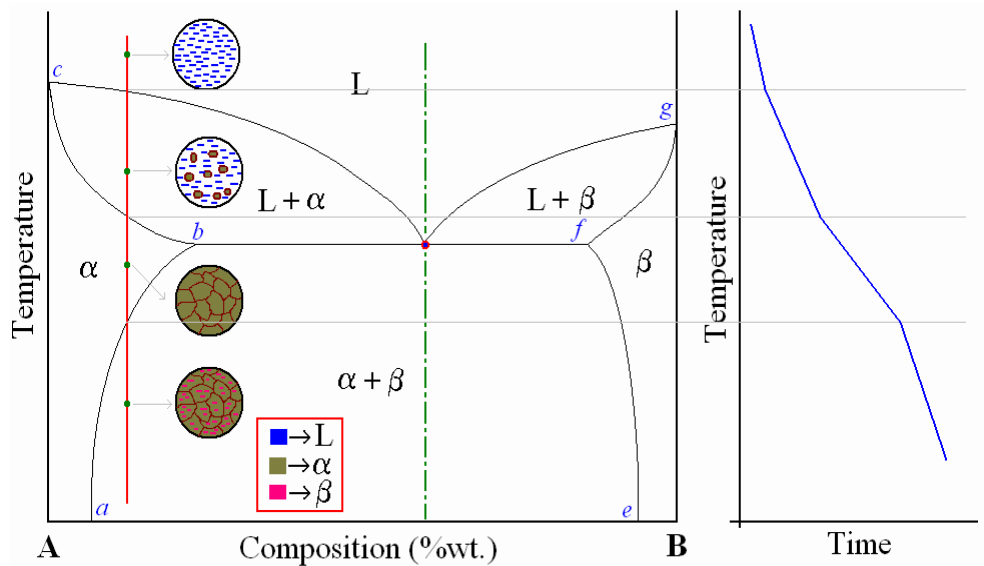 c
L
g
L + α
L + β
b
f
α
β
Temperature
Temperature
α + β
→L
→α
→β
a
e
A
Composition (%wt.)
B
Time